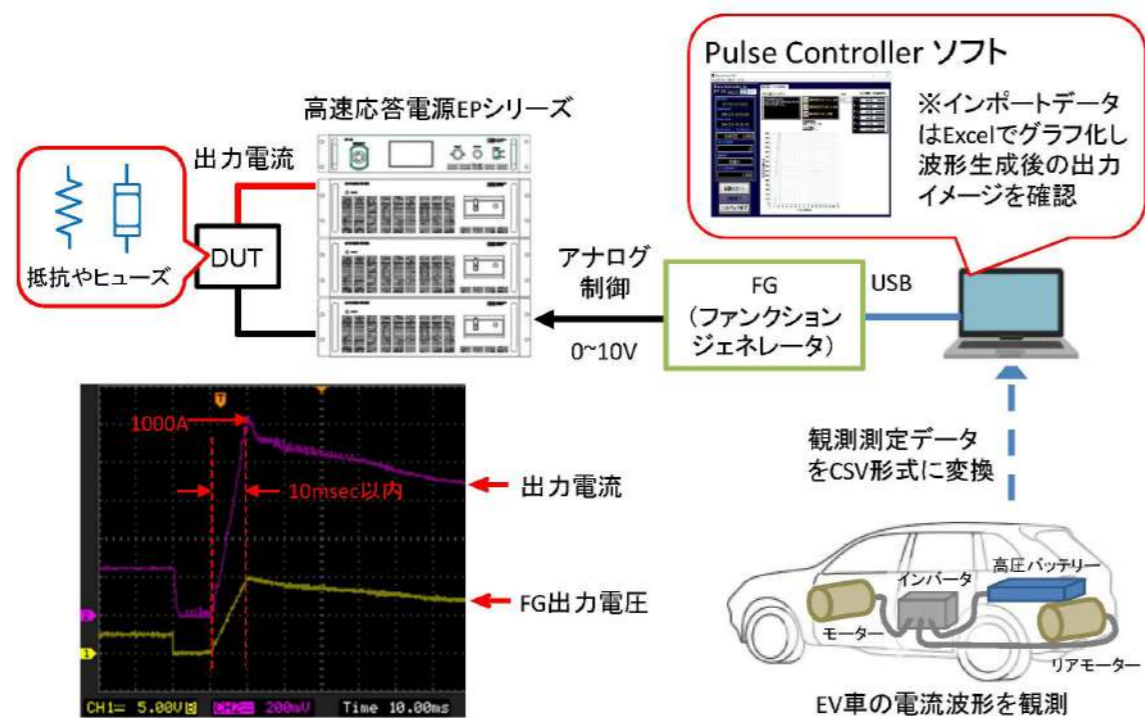 Pulse Controller ソフト
※インポートデータ
はExcelでグラフ化し
波形生成後の出力
イメージを確認
高速応答電源EPシリーズ
出力電流
抵抗やヒューズ
DUT
アナログ
制御
0~10V
FG
(ファンクション
ジェネレータ)
USB
観測測定データ
をCSV形式に変換
T
1000A
10msec以内
出力電流
FG出力電圧
2
1
CH1= 5.00V CH2= 200mV Time 10.00ms
インバータ
高圧バッテリー
モーター
リアモーター
EV車の電流波形を観測